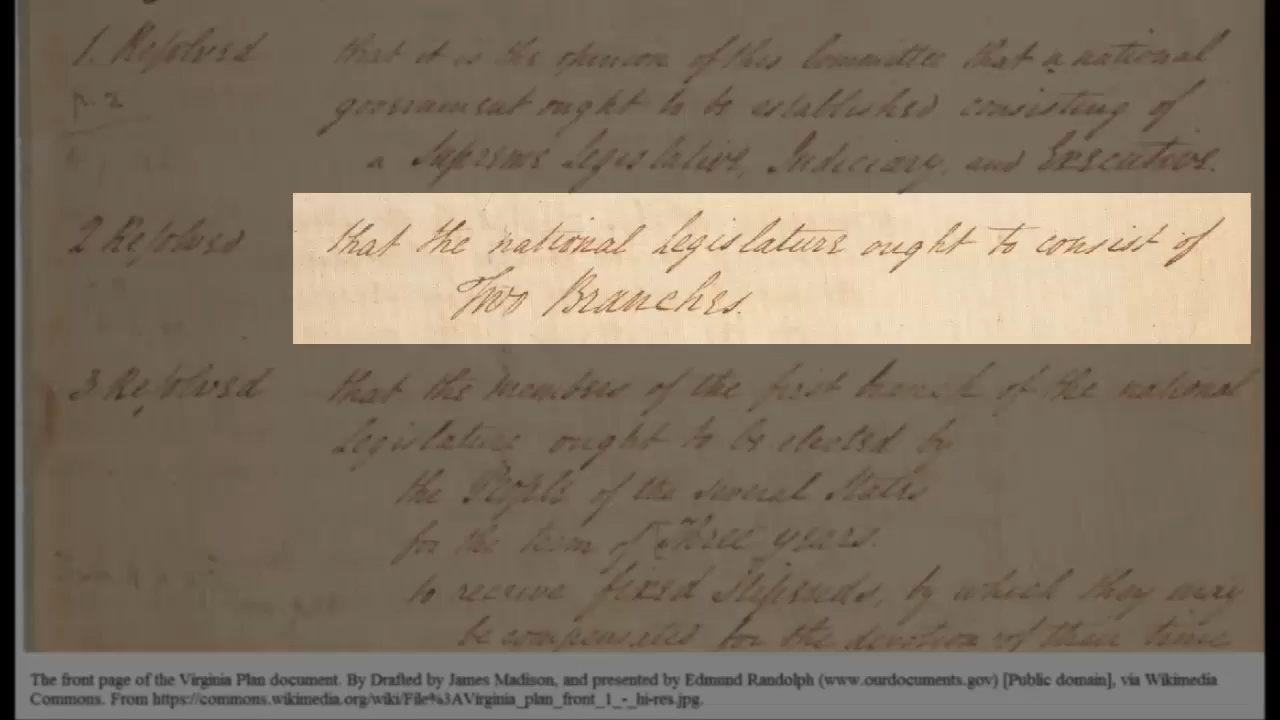 1. Resolved that it is the opinion of this Committee that a national
p. 2 government ought to be established consisting of
a Supreme Legislative, Judiciary, and Executive.
2 Resolved that the national Legislature ought to consist of
Two Branches.
3 Resolved that the Members of the first branch of the national
Legislature ought to be elected by
the People of the several States
for the term of Three years.
to receive fixed Stipends, by which they may
be compensated for the devotion of their time
The front page of the Virginia Plan document. By Drafted by James Madison, and presented by Edmund Randolph (www.ourdocuments.gov) [Public domain], via Wikimedia
Commons. From https://commons.wikimedia.org/wiki/File%3AVirginia_plan_front_1_-_hi-res.jpg.